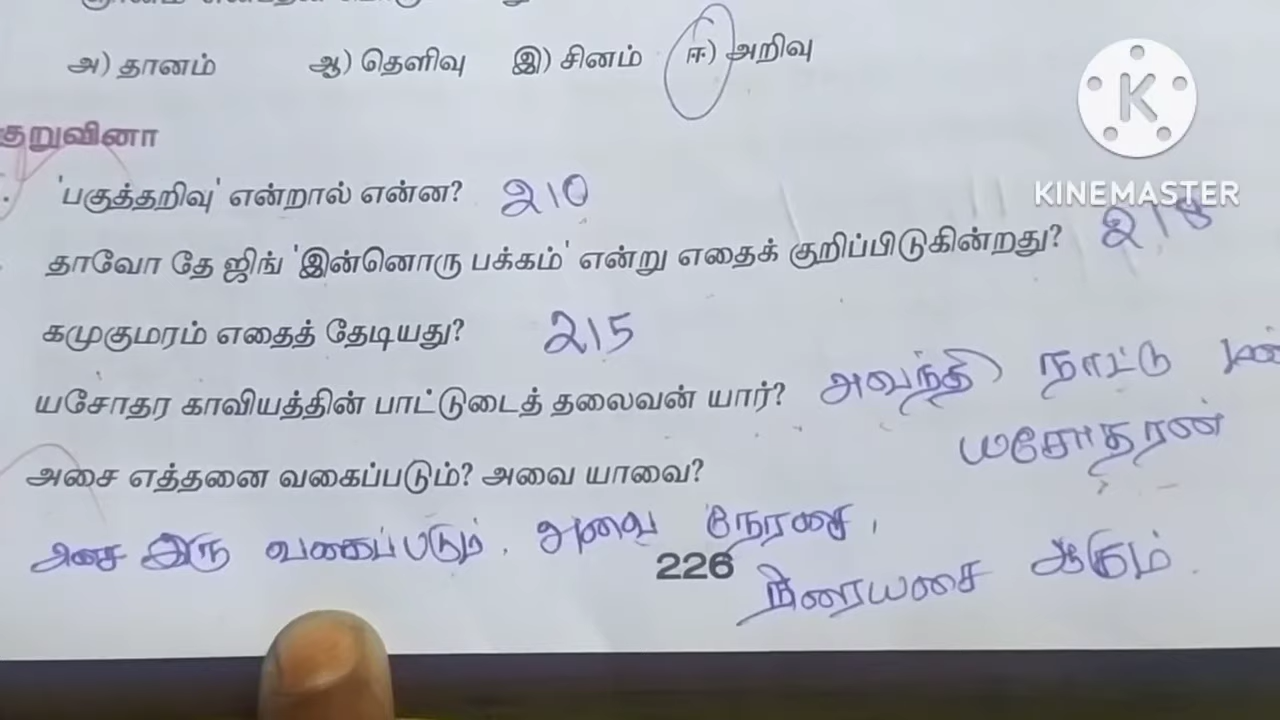 அ) தானம் ஆ) தெளிவு இ) சினம் ஈ) அறிவு
குறுவினா
'பகுத்தறிவு' என்றால் என்ன? 210
தாவோ தே ஜிங் 'இன்னொரு பக்கம்' என்று எதைக் குறிப்பிடுகின்றது? 218
கமுகுமரம் எதைத் தேடியது? 215
யசோதர காவியத்தின் பாட்டுடைத் தலைவன் யார்? அவந்தி நாட்டு
யசோதரன்
அசை எத்தனை வகைப்படும்? அவை யாவை?
அசை இரு வகைப்படும். அவை நேரசை,
226
நிரையசை ஆகும்.
K
KINEMASTER